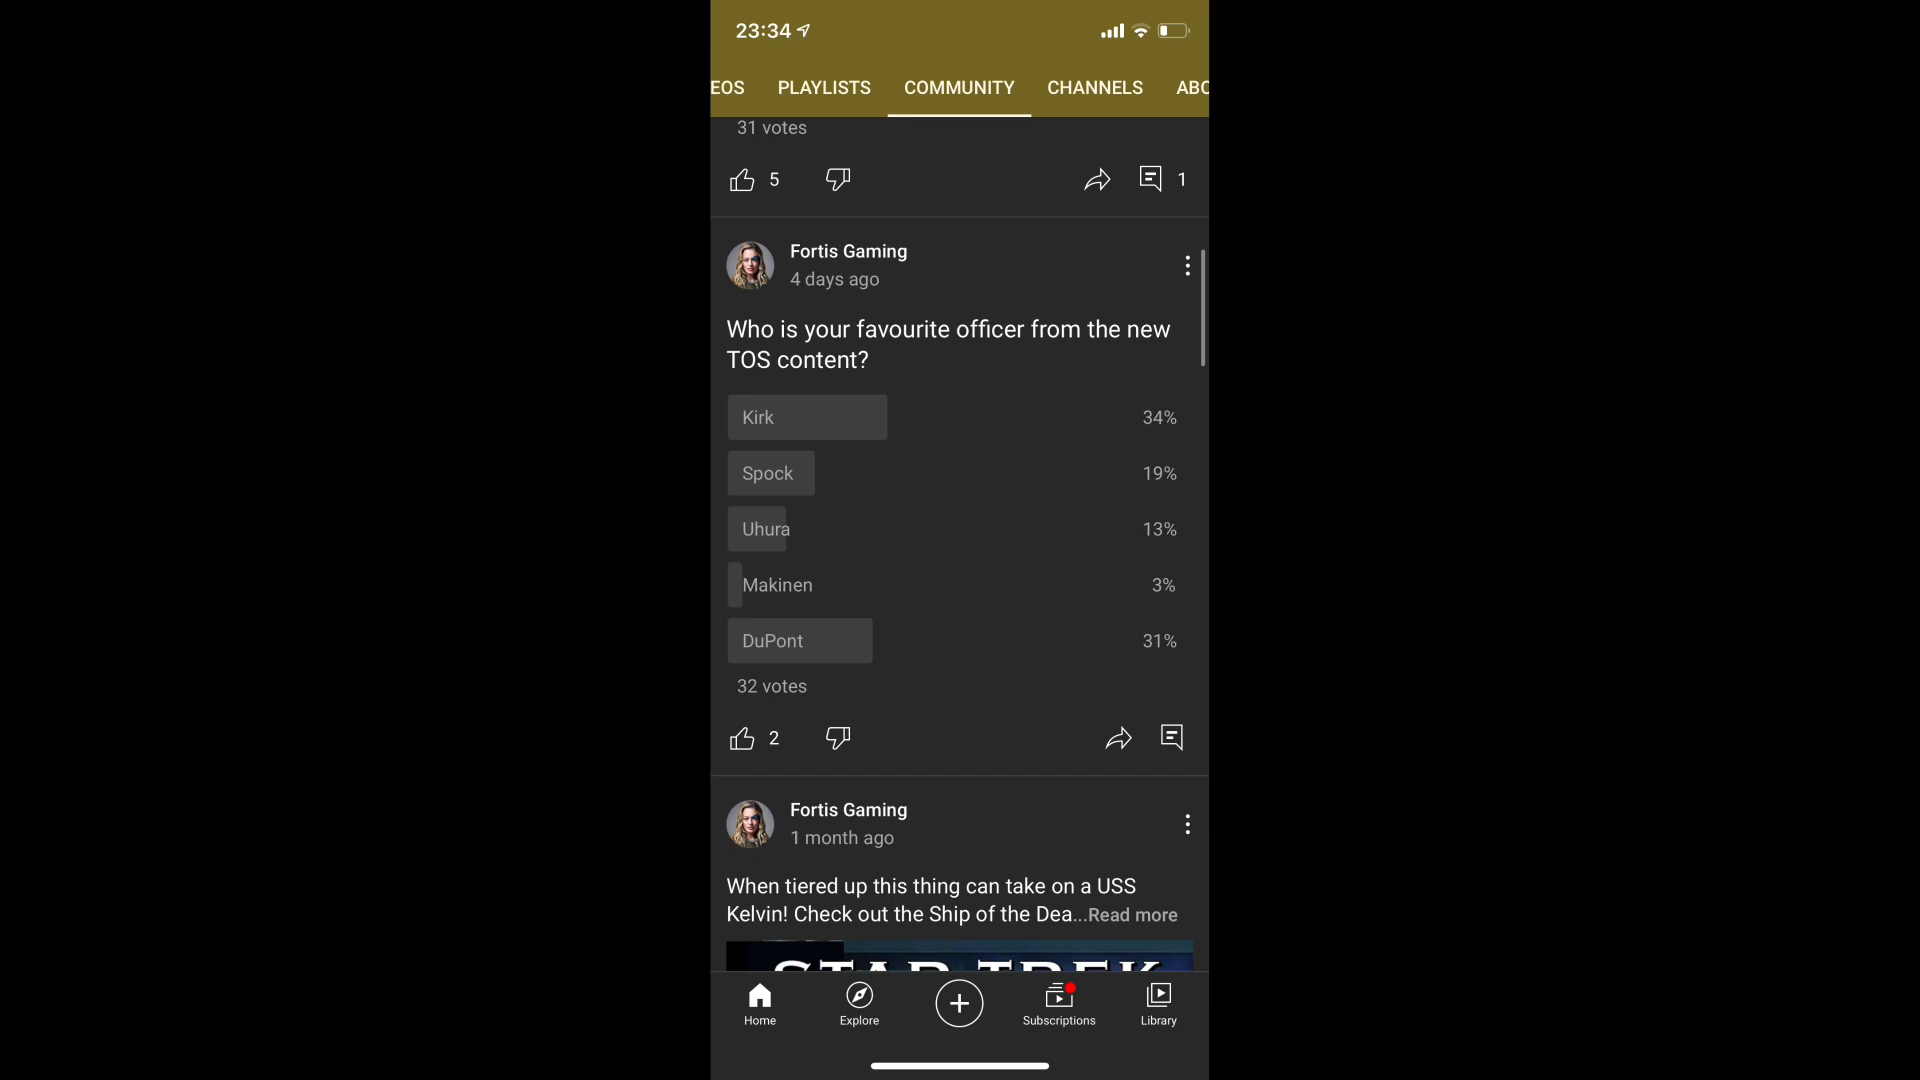 23:34
EOS PLAYLISTS COMMUNITY CHANNELS ABO
31 votes
5 1
Fortis Gaming
4 days ago
Who is your favourite officer from the new
TOS content?
Kirk 34%
Spock 19%
Uhura 13%
Makinen 3%
DuPont 31%
32 votes
2
Fortis Gaming
1 month ago
When tiered up this thing can take on a USS
Kelvin! Check out the Ship of the Dea...Read more
STAR TREK
Home Explore Subscriptions Library